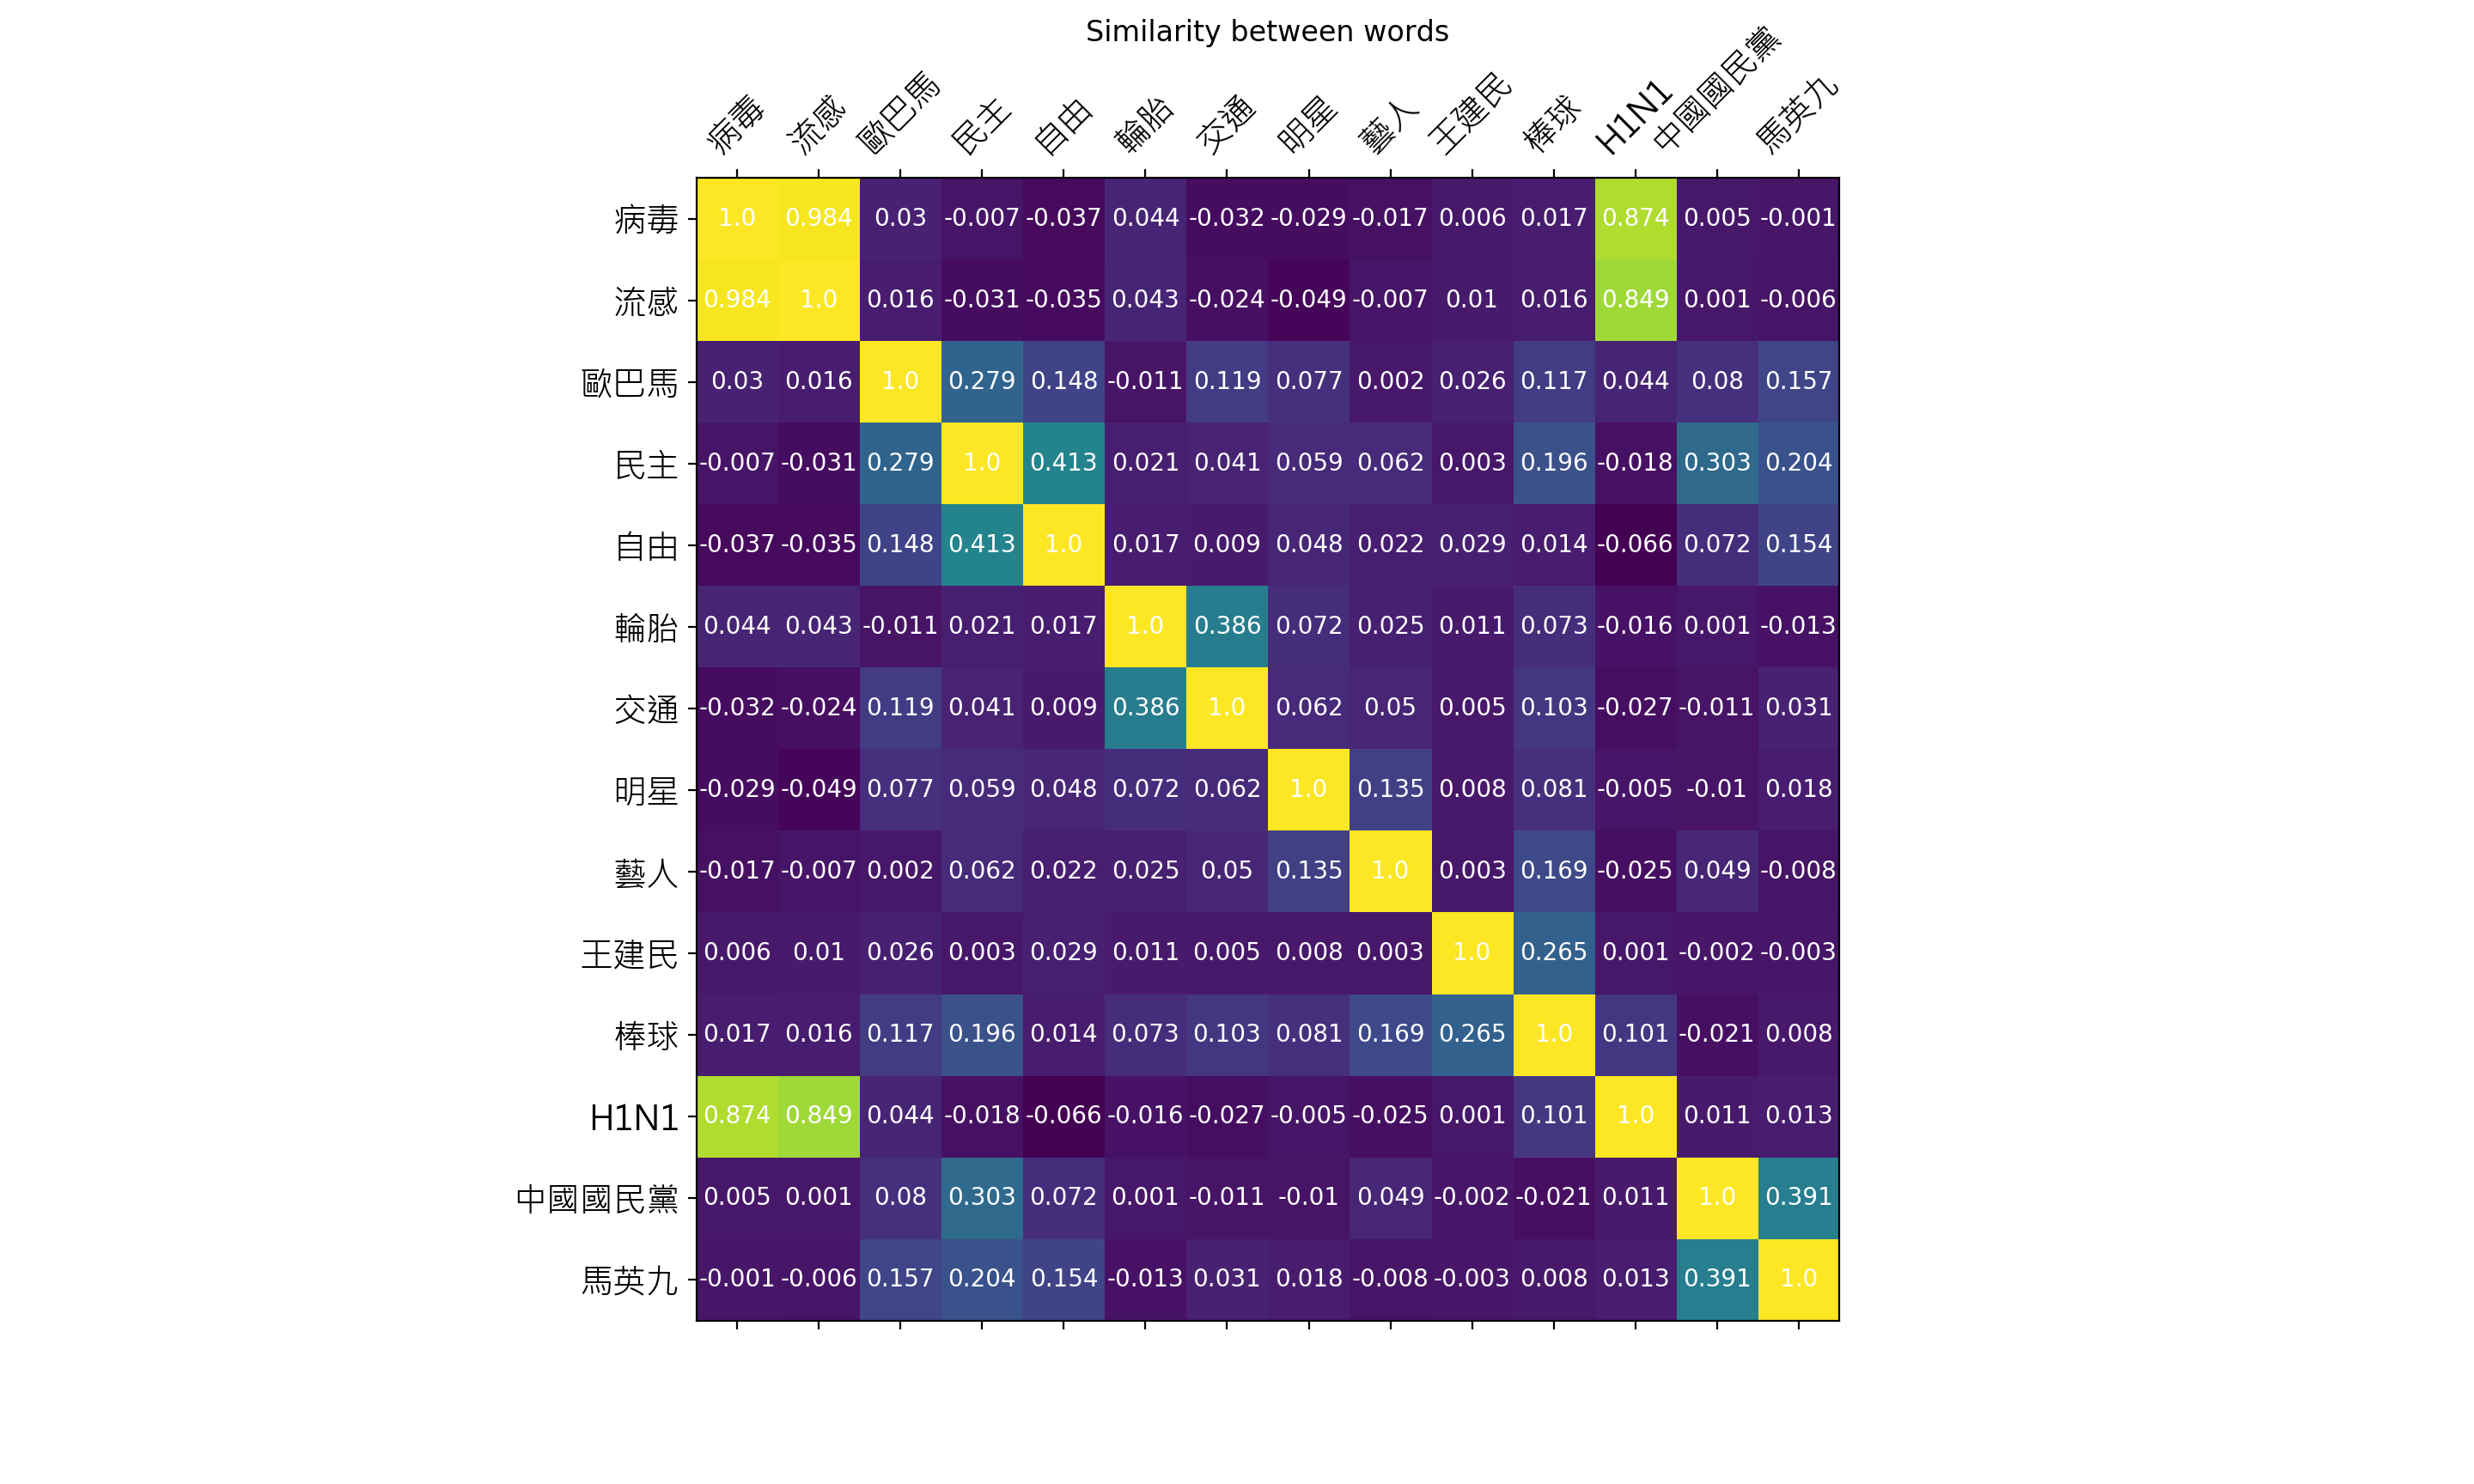 Similarity between words
病毒 流感 歐巴馬 民主 自由 輪胎 交通 明星 藝人 王建民 棒球 H1N1 中國國民黨 馬英九
病毒 1.0 0.984 0.03 -0.007 -0.037 0.044 -0.032 -0.029 -0.017 0.006 0.017 0.874 0.005 -0.001
流感 0.984 1.0 0.016 -0.031 -0.035 0.043 -0.024 -0.049 -0.007 0.01 0.016 0.849 0.001 -0.006
歐巴馬 0.03 0.016 1.0 0.279 0.148 -0.011 0.119 0.077 0.002 0.026 0.117 0.044 0.08 0.157
民主 -0.007 -0.031 0.279 1.0 0.413 0.021 0.041 0.059 0.062 0.003 0.196 -0.018 0.303 0.204
自由 -0.037 -0.035 0.148 0.413 1.0 0.017 0.009 0.048 0.022 0.029 0.014 -0.066 0.072 0.154
輪胎 0.044 0.043 -0.011 0.021 0.017 1.0 0.386 0.072 0.025 0.011 0.073 -0.016 0.001 -0.013
交通 -0.032 -0.024 0.119 0.041 0.009 0.386 1.0 0.062 0.05 0.005 0.103 -0.027 -0.011 0.031
明星 -0.029 -0.049 0.077 0.059 0.048 0.072 0.062 1.0 0.135 0.008 0.081 -0.005 -0.01 0.018
藝人 -0.017 -0.007 0.002 0.062 0.022 0.025 0.05 0.135 1.0 0.003 0.169 -0.025 0.049 -0.008
王建民 0.006 0.01 0.026 0.003 0.029 0.011 0.005 0.008 0.003 1.0 0.265 0.001 -0.002 -0.003
棒球 0.017 0.016 0.117 0.196 0.014 0.073 0.103 0.081 0.169 0.265 1.0 0.101 -0.021 0.008
H1N1 0.874 0.849 0.044 -0.018 -0.066 -0.016 -0.027 -0.005 -0.025 0.001 0.101 1.0 0.011 0.013
中國國民黨 0.005 0.001 0.08 0.303 0.072 0.001 -0.011 -0.01 0.049 -0.002 -0.021 0.011 1.0 0.391
馬英九 -0.001 -0.006 0.157 0.204 0.154 -0.013 0.031 0.018 -0.008 -0.003 0.008 0.013 0.391 1.0